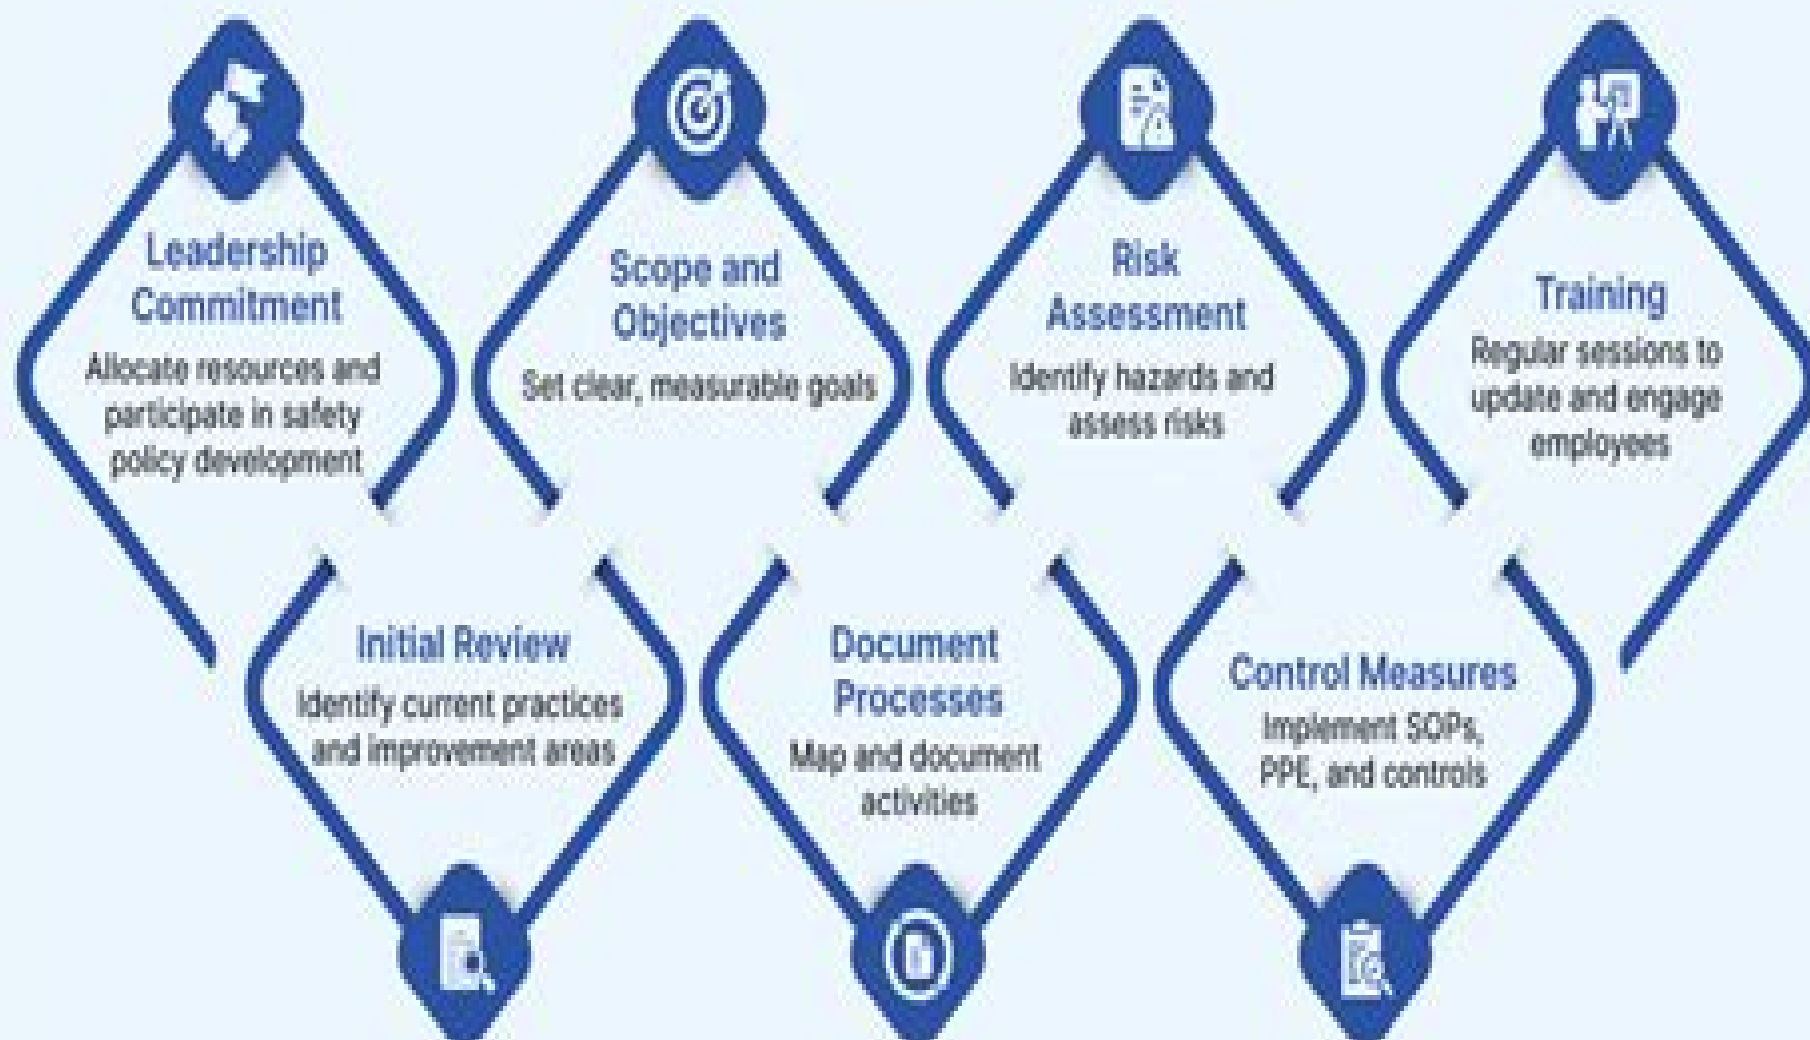 Leadership
Commitment
Allocate resources and
participate in safety
policy development
Initial Review
Identify current practices
and improvement areas
Scope and
Objectives
Set clear, measurable goals
Document
Processes
Map and document
activities
Risk
Assessment
Identify hazards and
assess risks
Control Measures
Implement SOPs,
PPE, and controls
Training
Regular sessions to
update and engage
employees